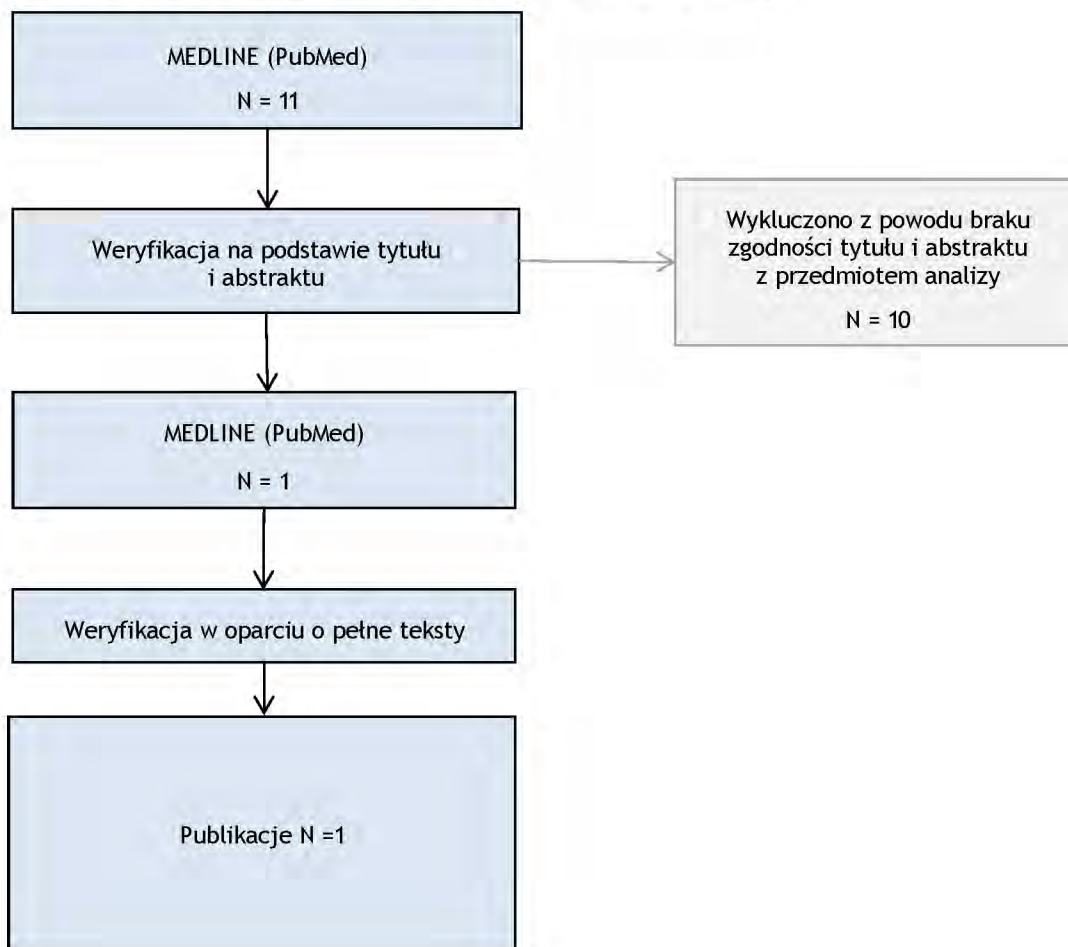 MEDLINE (PubMed)
N = 11
Weryfikacja na podstawie tytułu
i abstraktu
Wykluczono z powodu braku
zgodności tytułu i abstraktu
z przedmiotem analizy
N = 10
MEDLINE (PubMed)
N = 1
Weryfikacja w oparciu o pełne teksty
Publikacje N =1